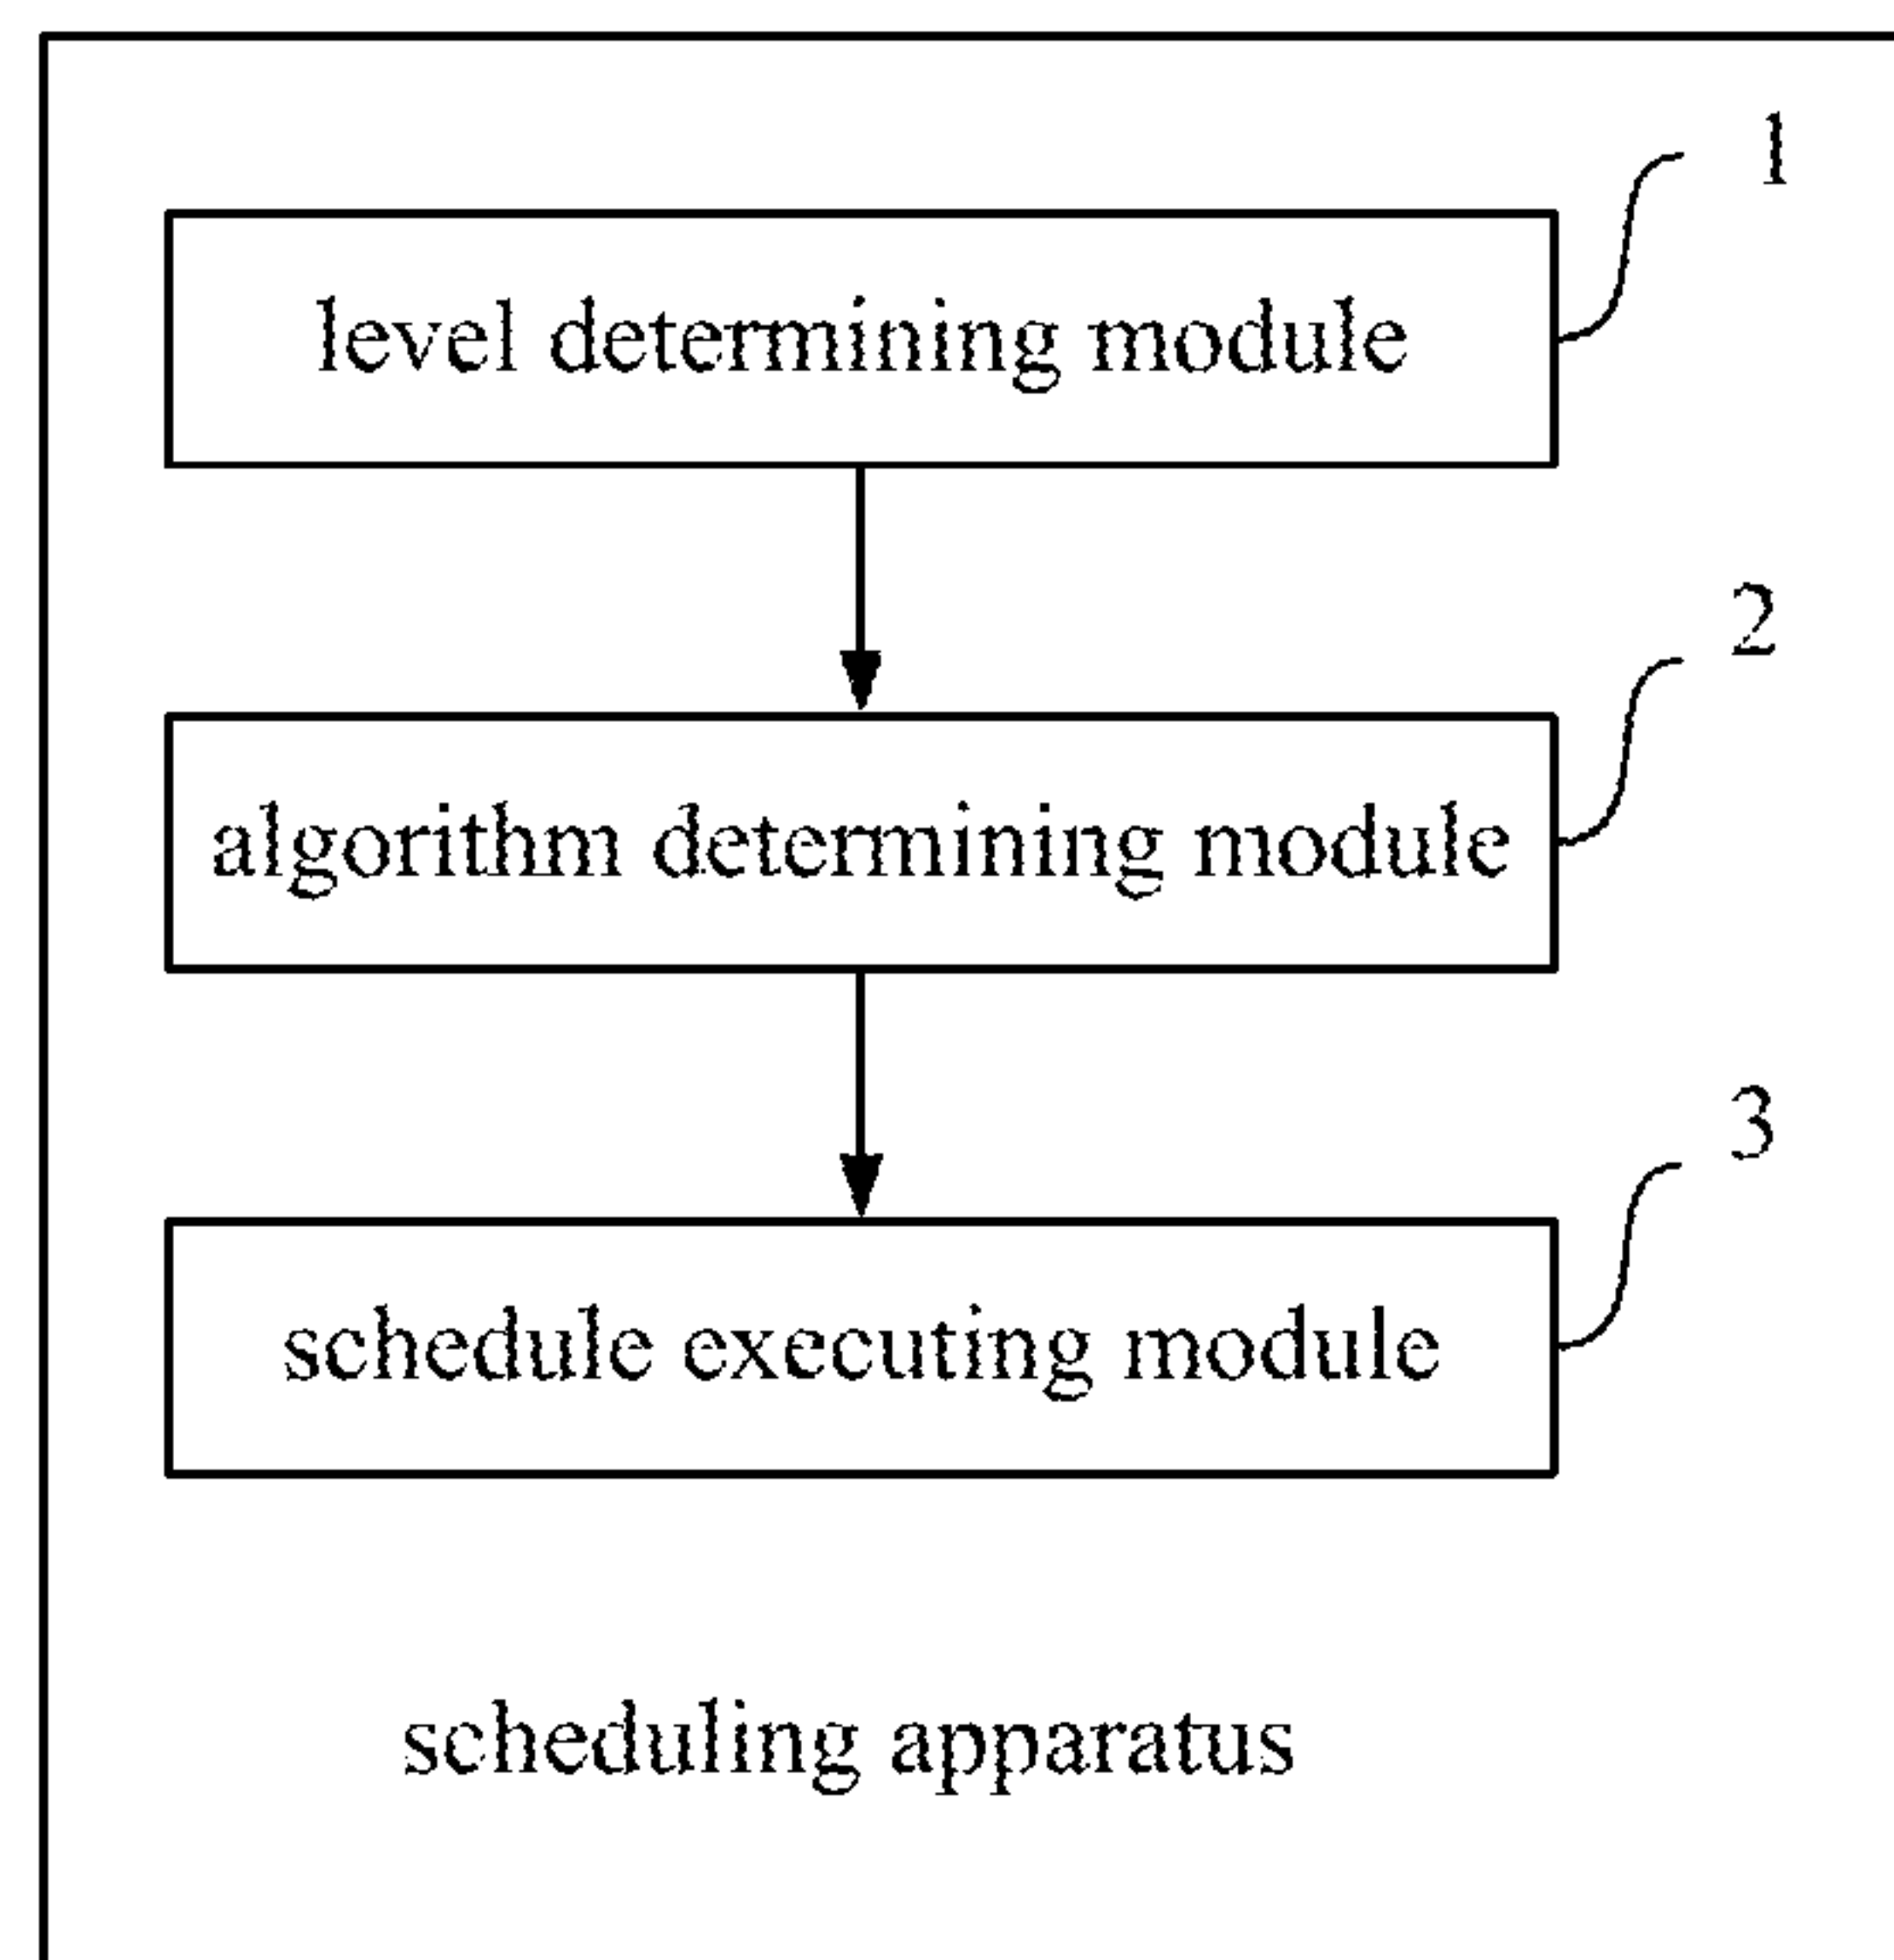 1
level determining module
2
algorithm determining module
3
schedule executing module
scheduling apparatus